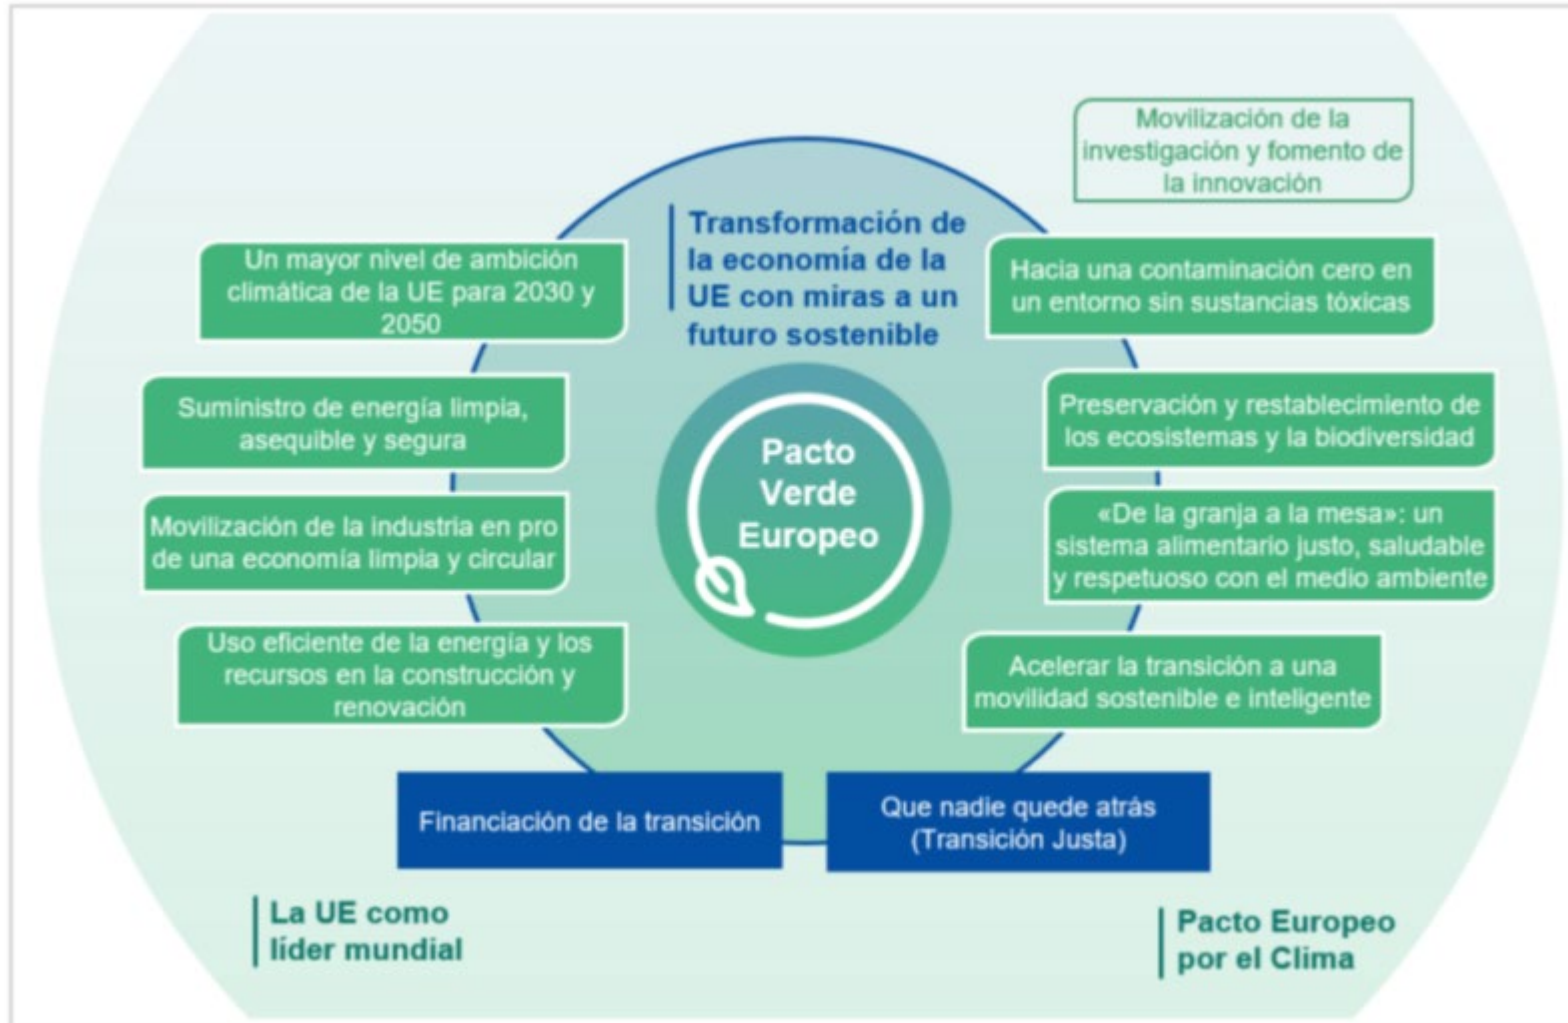 Movilización de la
investigación y fomento de
la innovación
Transformación de
la economía de la
UE con miras a un
futuro sostenible
Un mayor nivel de ambición
climática de la UE para 2030 y
2050
Hacia una contaminación cero en
un entorno sin sustancias tóxicas
Suministro de energía limpia,
asequible y segura
Preservación y restablecimiento de
los ecosistemas y la biodiversidad
Pacto
Verde
Europeo
Movilización de la industria en pro
de una economía limpia y circular
«De la granja a la mesa»: un
sistema alimentario justo, saludable
y respetuoso con el medio ambiente
Uso eficiente de la energía y los
recursos en la construcción y
renovación
Acelerar la transición a una
movilidad sostenible e inteligente
Financiación de la transición
Que nadie quede atrás
(Transición Justa)
La UE como
líder mundial
Pacto Europeo
por el Clima